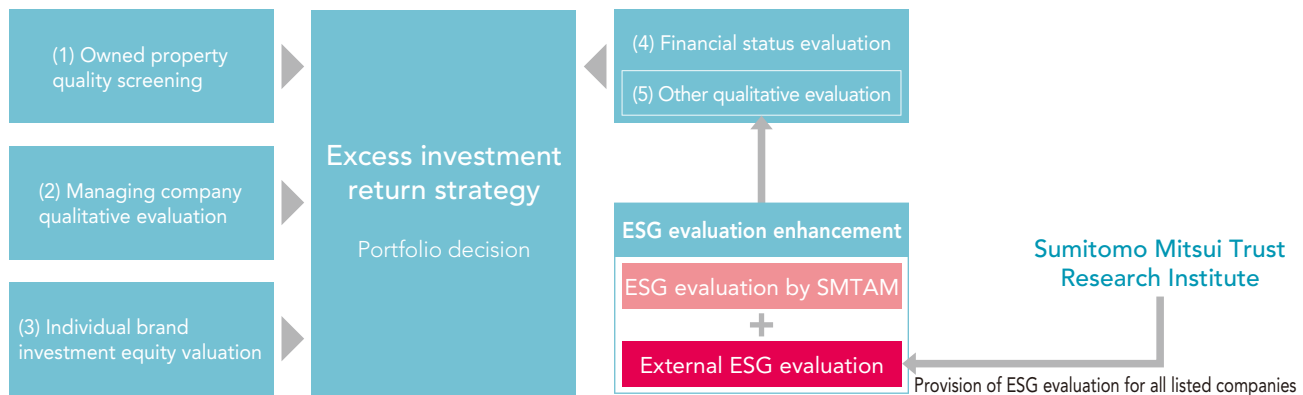 (1) Owned property
quality screening
(2) Managing company
qualitative evaluation
(3) Individual brand
investment equity valuation
Excess investment
return strategy
Portfolio decision
(4) Financial status evaluation
(5) Other qualitative evaluation
ESG evaluation enhancement
ESG evaluation by SMTAM
+
External ESG evaluation
Sumitomo Mitsui Trust
Research Institute
Provision of ESG evaluation for all listed companies